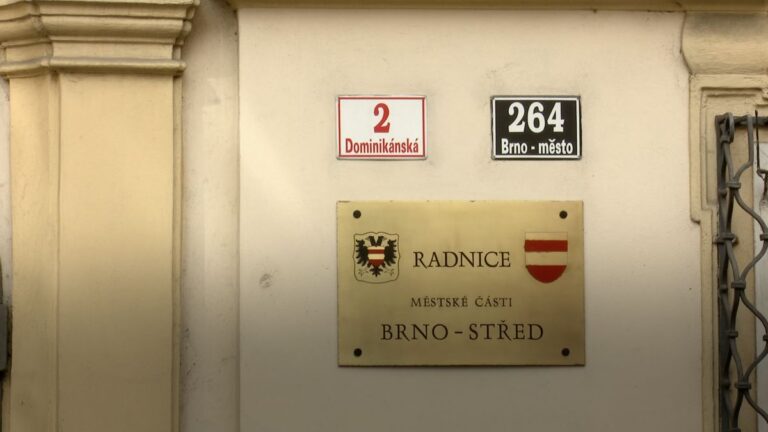 2
Dominikánská
264
Brno - město
RADNICE
MĚSTSKÉ ČÁSTI
BRNO - STŘED